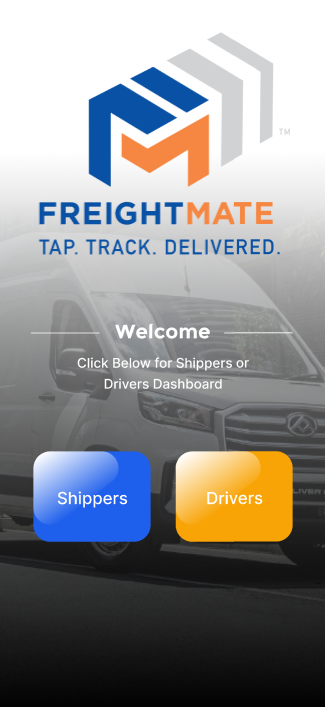 TM
FREIGHTMATE
TAP. TRACK. DELIVERED.
Welcome
Click Below for Shippers or
Drivers Dashboard
Shippers
Drivers